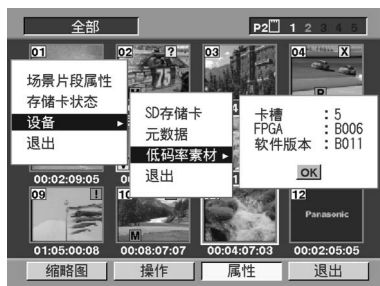 全部
P2 1 2 3 4 5
01
02
?
03
04
X
75
P
场景片段属性
存储卡状态
设备
退出
SD存储卡
元数据
低码率素材
退出
卡槽 : 5
FPGA : B006
软件版本 : B011
OK
00:02:09:05
09
!
10
M
12
Panasonic
01:05:00:08
00:08:07:07
00:04:07:03
00:02:05:05
缩略图
操作
属性
退出